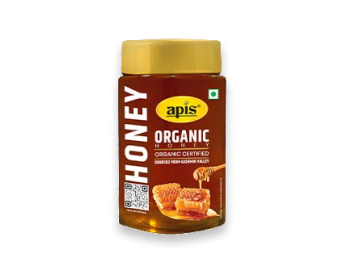 HONEY
apis
ORGANIC
HONEY
ORGANIC CERTIFIED
SOURCED FROM KASHMIR VALLEY